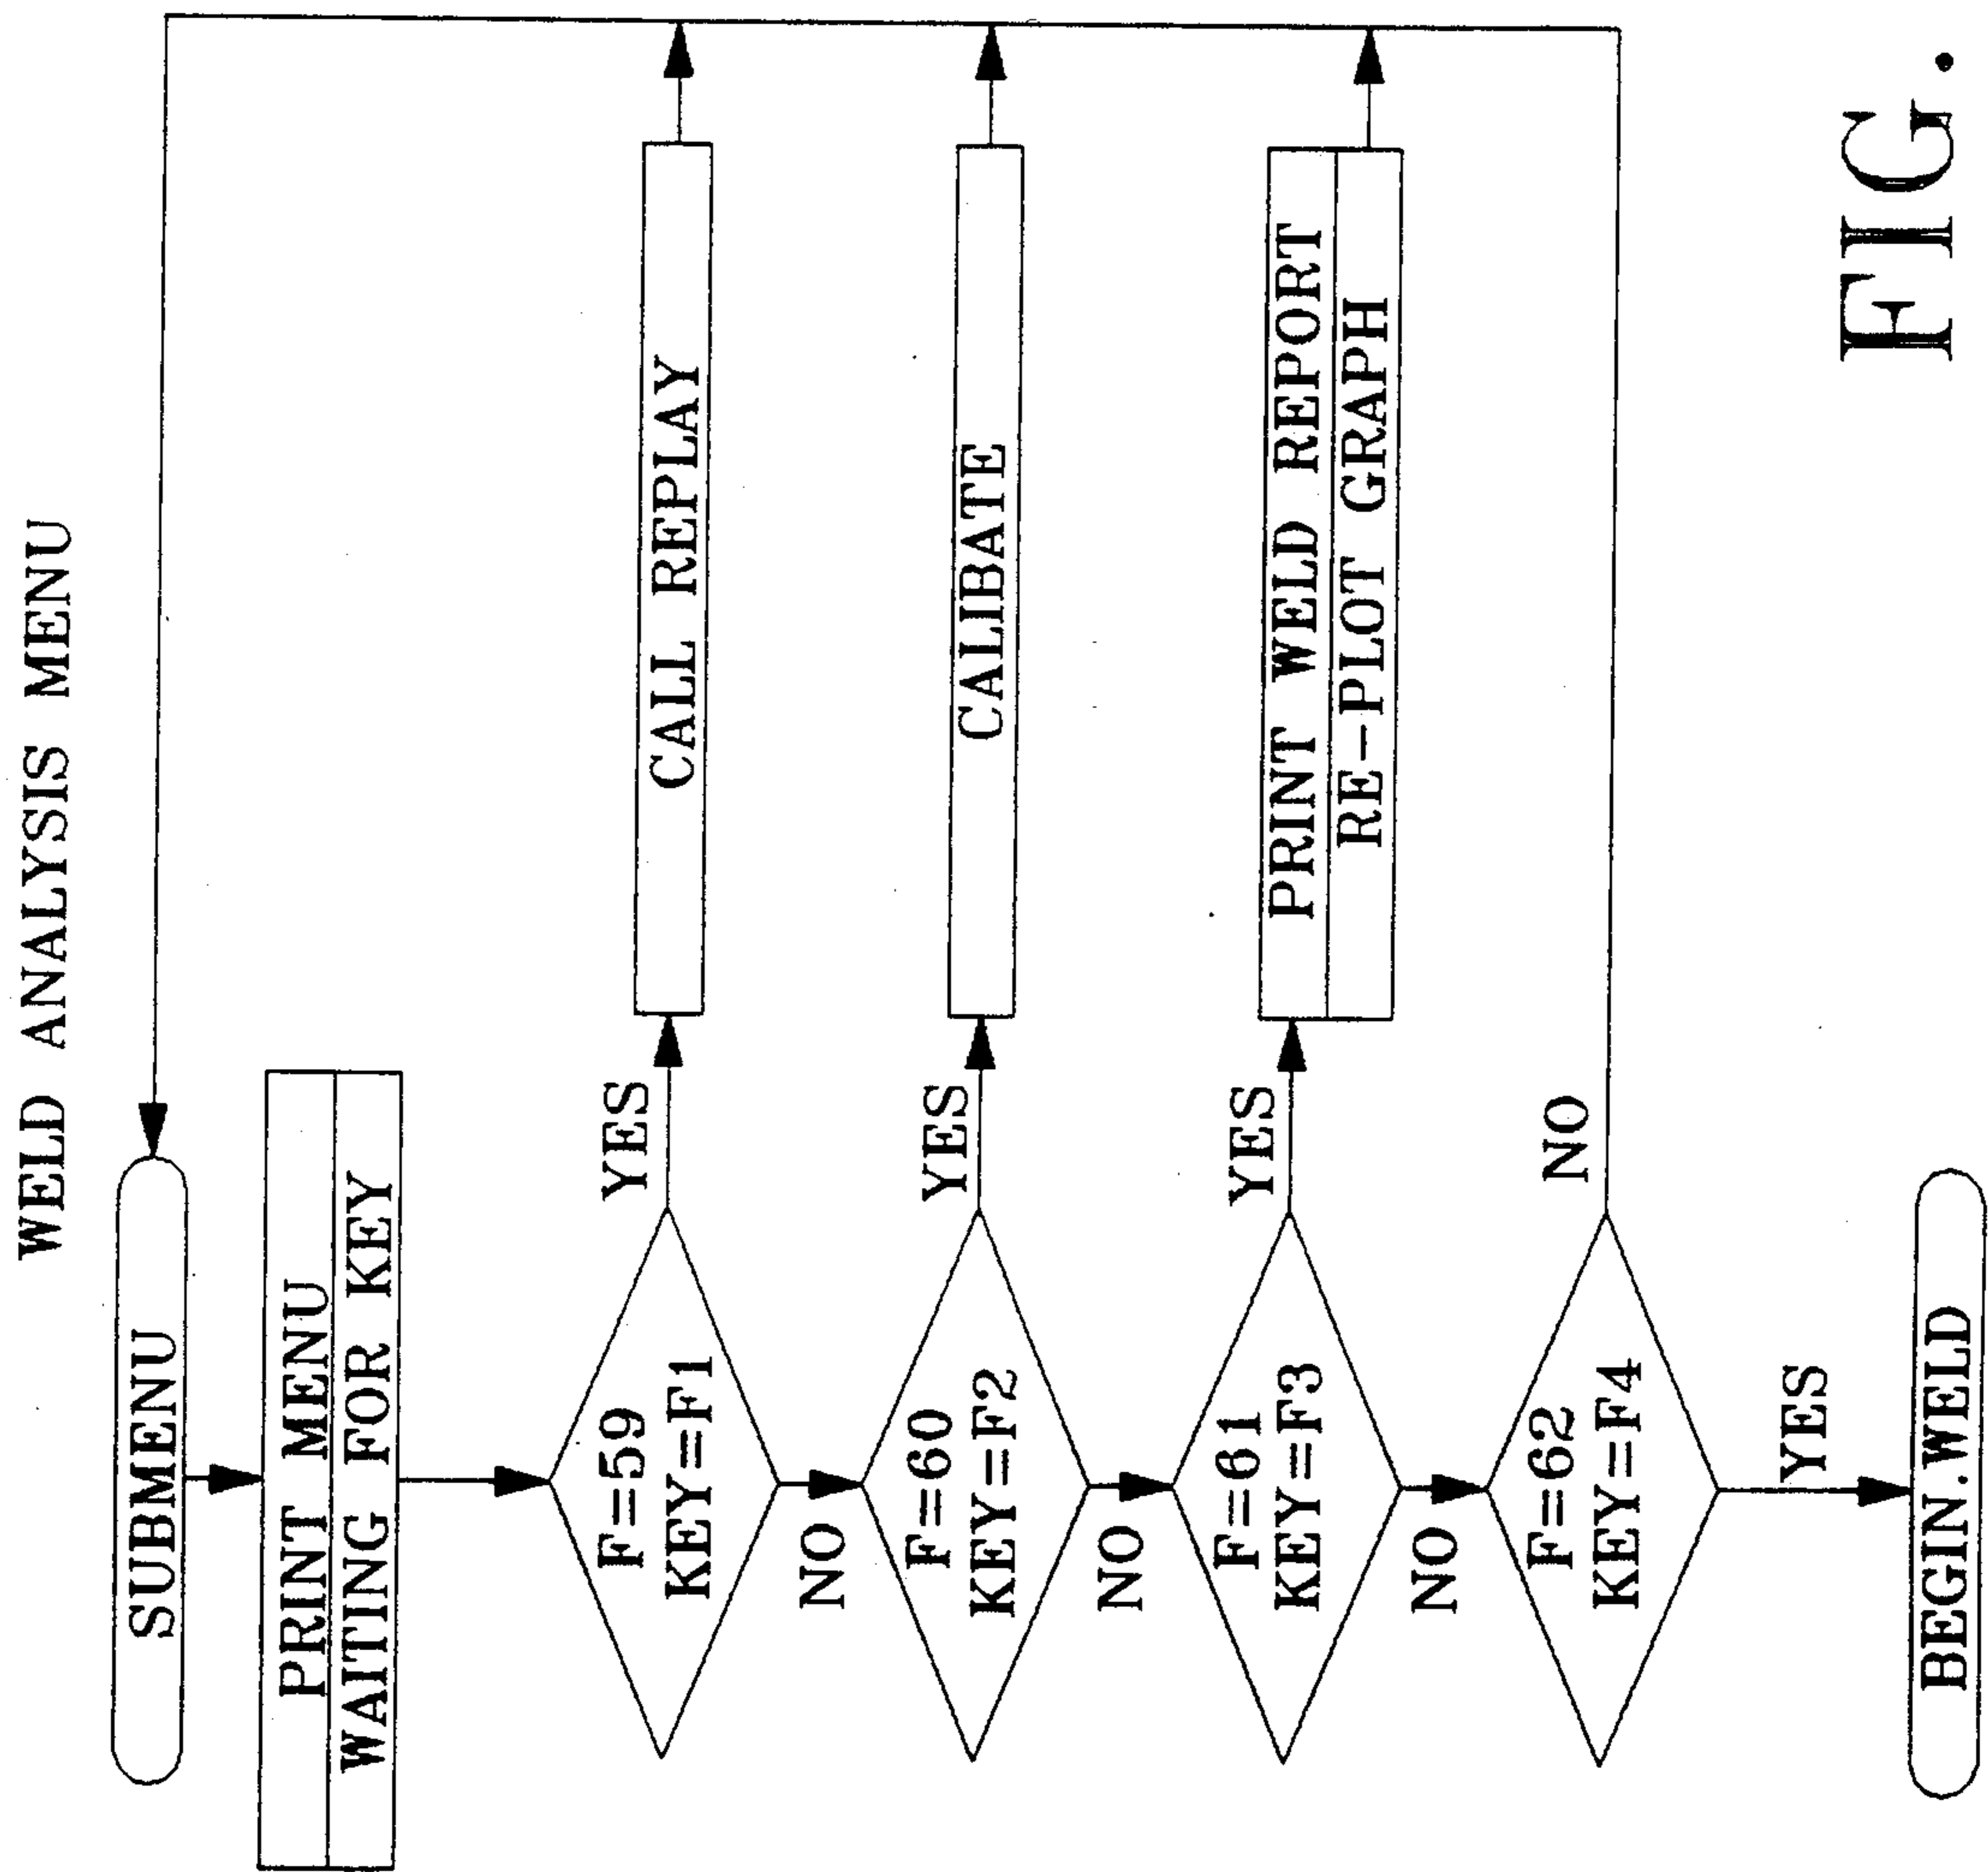 WELD ANALYSIS MENU
SUBMENU
PRINT MENU
WAITING FOR KEY
F=59
KEY=F1
YES
CALL REPLAY
NO
F=60
KEY=F2
YES
CALIBATE
NO
F=61
KEY=F3
YES
PRINT WELD REPORT
RE-PLOT GRAPH
NO
F=62
KEY=F4
NO
YES
BEGIN.WELD
FIG.